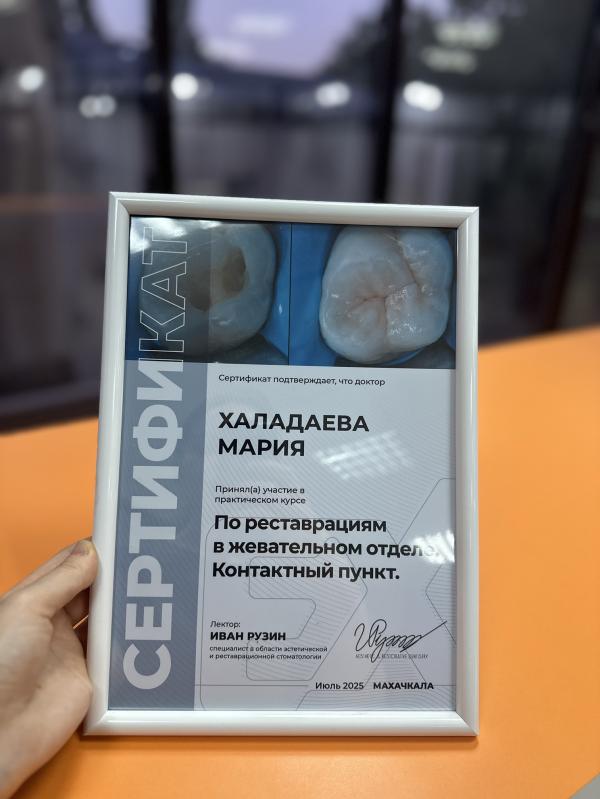 СЕРТИФИКАТ
Сертификат подтверждает, что доктор
ХАЛАДАЕВА
МАРИЯ
Принял(а) участие в
практическом курсе
По реставрациям
в жевательном отделе.
Контактный пункт.
Лектор:
ИВАН РУЗИН
специалист в области эстетической
и реставрационной стоматологии
Июль 2025 МАХАЧКАЛА